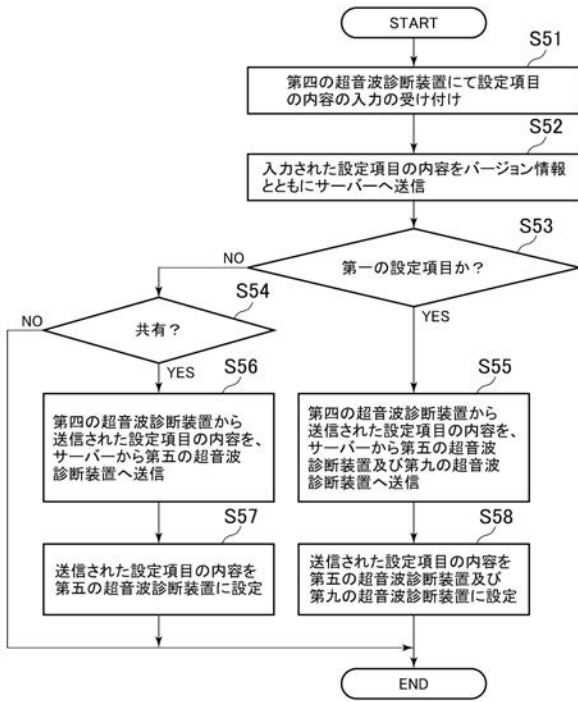 START
S51
第四の超音波診断装置にて設定項目
の内容の入力の受け付け
S52
入力された設定項目の内容をバージョン情報
とともにサーバーへ送信
S53
第一の設定項目か？
NO
YES
S54
共有？
NO
YES
S56
第四の超音波診断装置から
送信された設定項目の内容を、
サーバーから第五の超音波
診断装置へ送信
S55
第四の超音波診断装置から
送信された設定項目の内容を、
サーバーから第五の超音波
診断装置及び第九の超音波
診断装置へ送信
S57
送信された設定項目の内容を
第五の超音波診断装置に設定
S58
送信された設定項目の内容を
第五の超音波診断装置及び
第九の超音波診断装置に設定
END